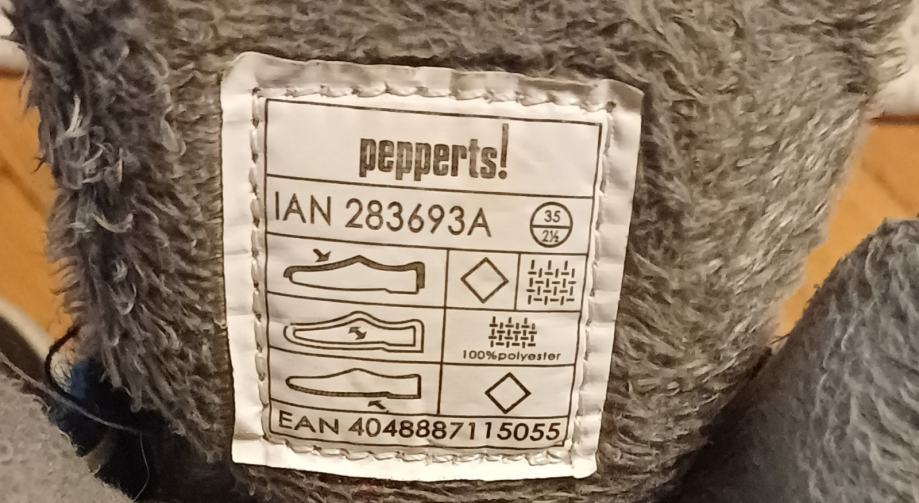 pepperts!
IAN 283693A
35
2½
100%polyester
EAN 4048887115055